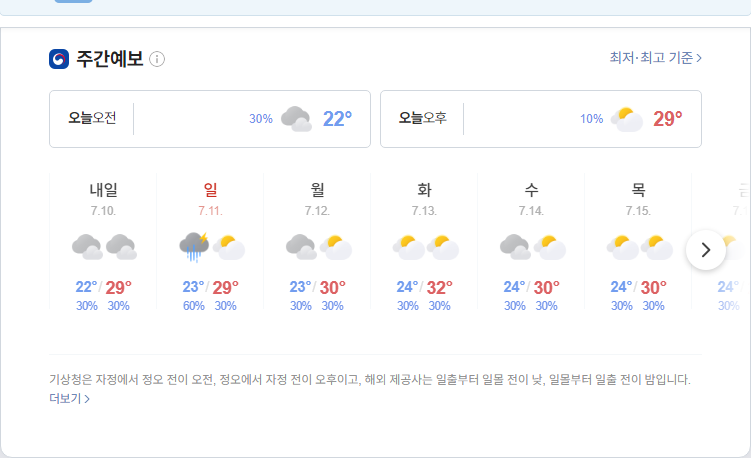 주간예보
최저·최고 기준
오늘오전 30% 22°
오늘오후 10% 29°
내일 일 월 화 수 목
7.10. 7.11. 7.12. 7.13. 7.14. 7.15. 7.
22°/29° 23°/29° 23°/30° 24°/32° 24°/30° 24°/30° 24°
30% 30% 60% 30% 30% 30% 30% 30% 30% 30% 30% 30% 30%
기상청은 자정에서 정오 전이 오전, 정오에서 자정 전이 오후이고, 해외 제공사는 일출부터 일몰 전이 낮, 일몰부터 일출 전이 밤입니다.
더보기